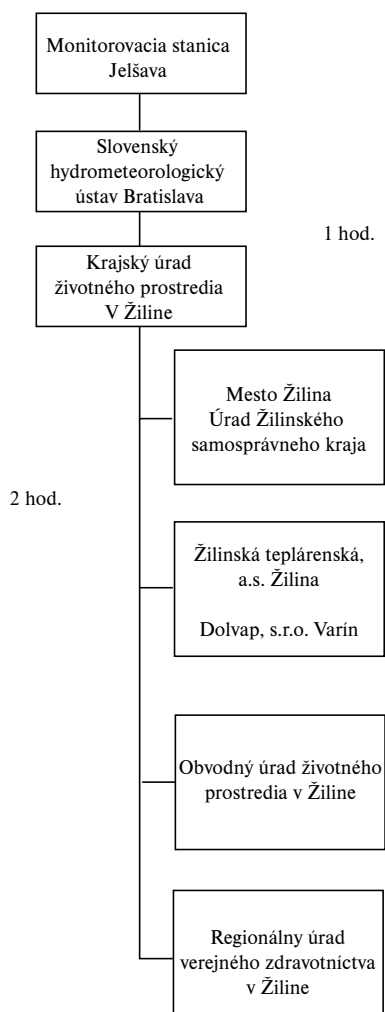 Monitorovacia stanica
Jelšava
Slovenský
hydrometeorologický
ústav Bratislava
1 hod.
Krajský úrad
životného prostredia
V Žiline
Mesto Žilina
Úrad Žilinského
samosprávneho kraja
2 hod.
Žilinská teplárenská,
a.s. Žilina
Dolvap, s.r.o. Varín
Obvodný úrad životného
prostredia v Žiline
Regionálny úrad
verejného zdravotníctva
v Žiline